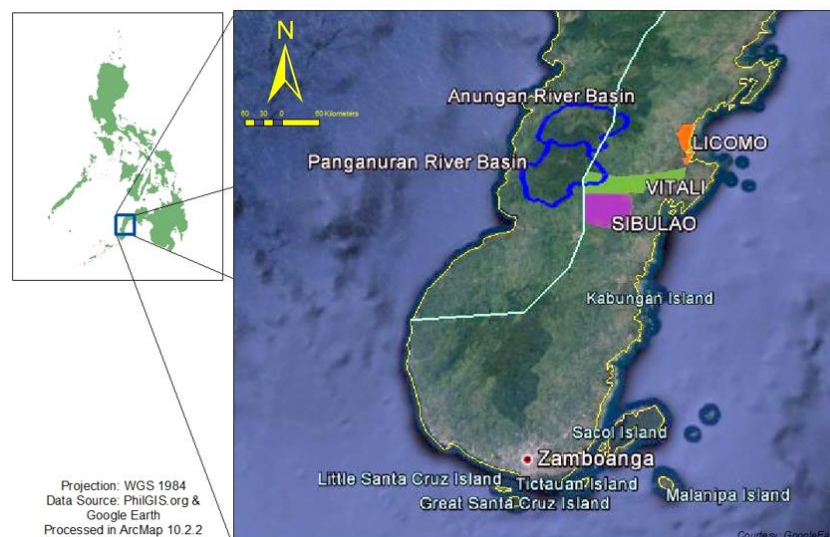 N
60 30 0 60 Kilometers
Anungan River Basin
Panganuran River Basin
LICOMO
VITALI
SIBULAO
Kabungan Island
Sacol Island
Zamboanga
Little Santa Cruz Island
Tictauan Island
Great Santa Cruz Island
Malanipa Island
Projection: WGS 1984
Data Source: PhilGIS.org &
Google Earth
Processed in ArcMap 10.2.2
Courtesy: GoogleEa